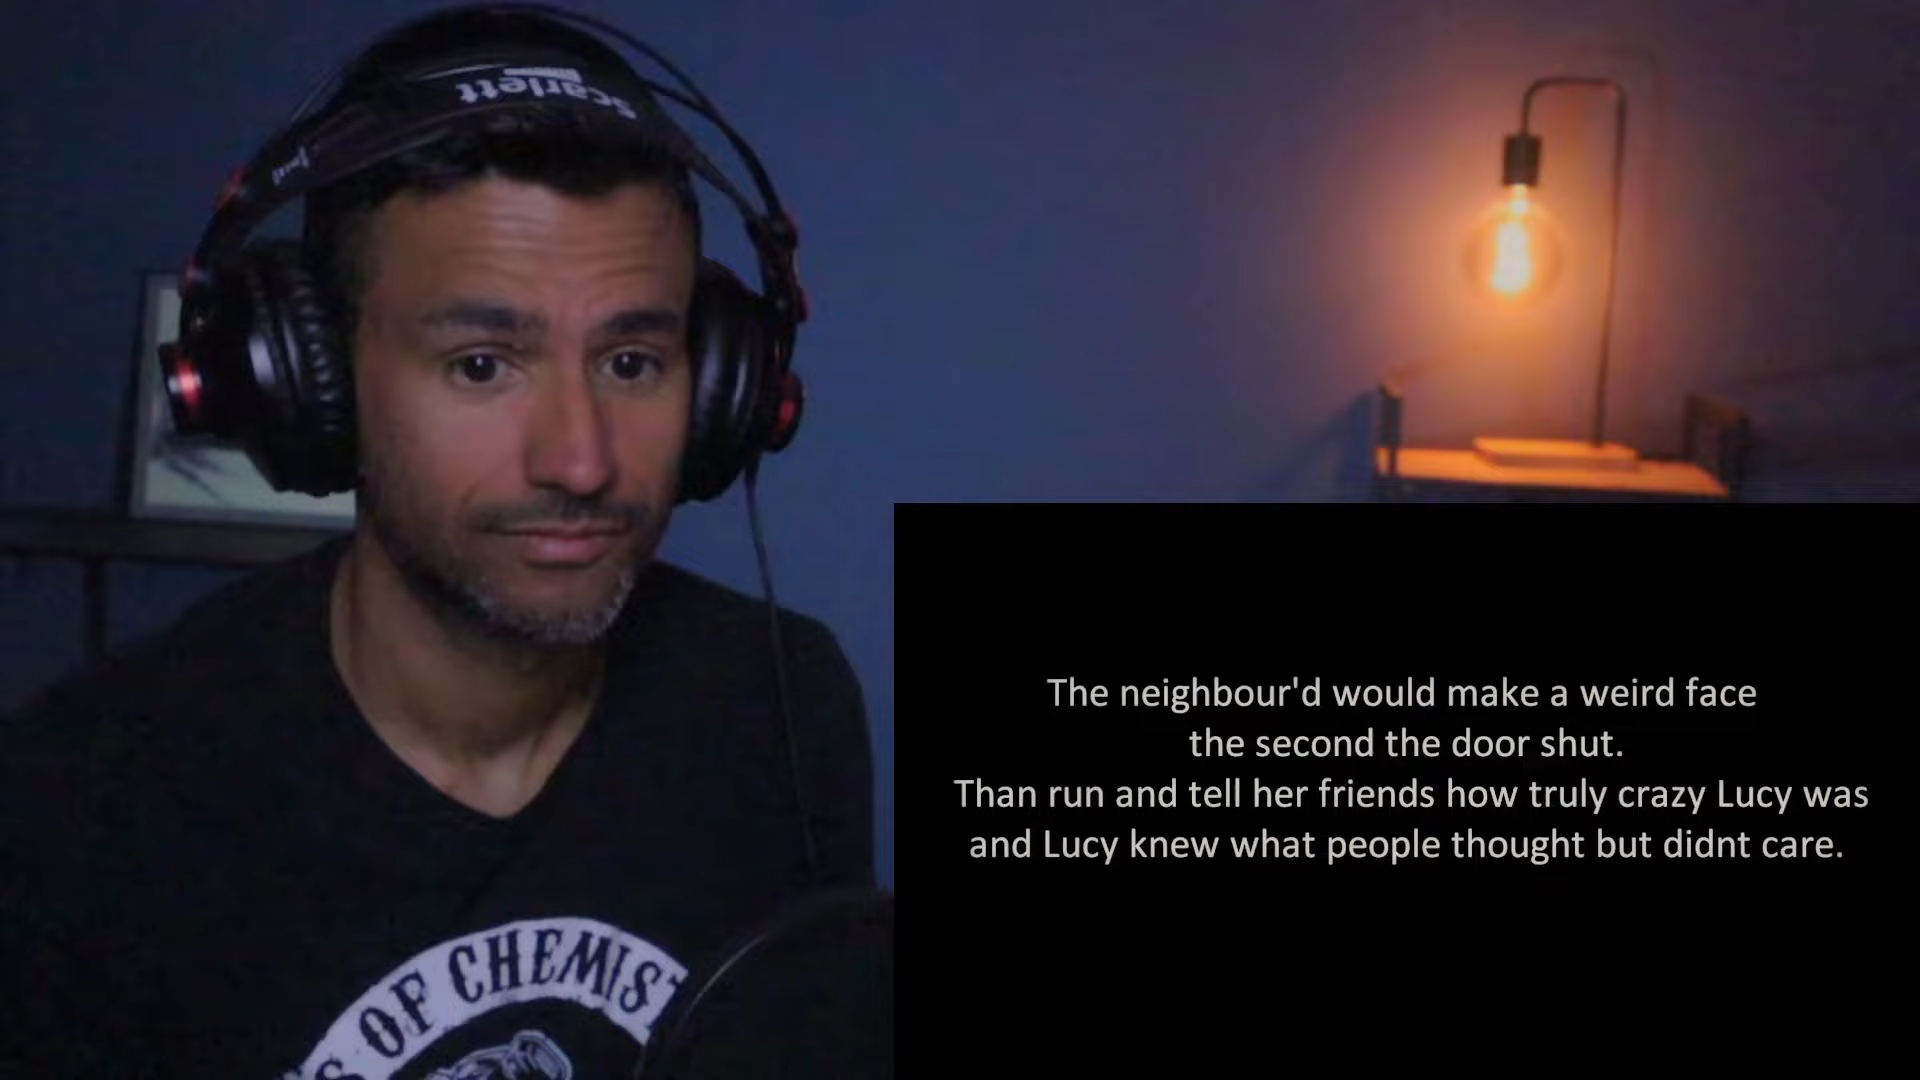 Scarlett
S OF CHEMIS
The neighbour'd would make a weird face
the second the door shut.
Than run and tell her friends how truly crazy Lucy was
and Lucy knew what people thought but didnt care.